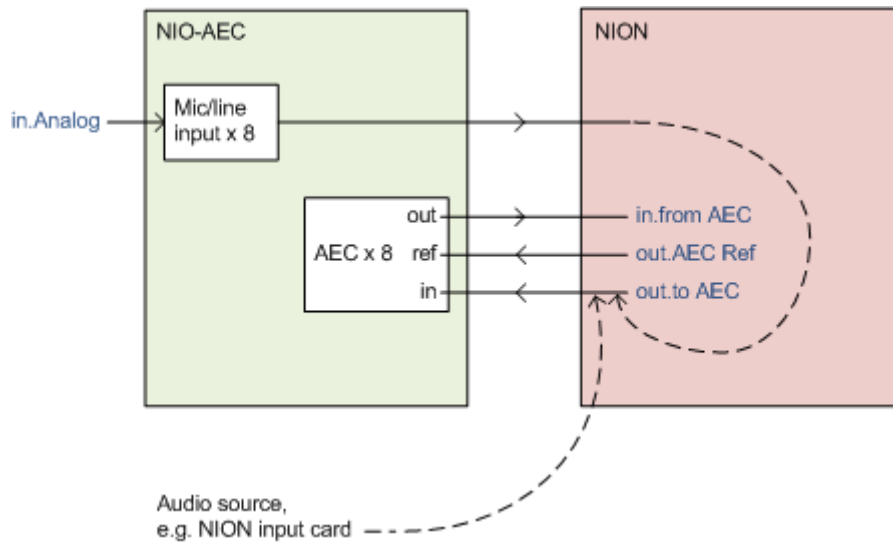 NIO-AEC
NION
Mic/line
input x 8
in.Analog
out
in.from AEC
AEC x 8
ref
out.AEC Ref
in
out.to AEC
Audio source,
e.g. NION input card